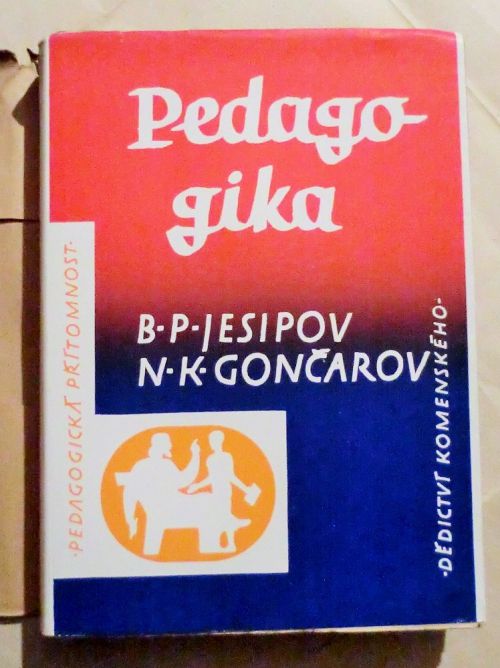 Pedago-
gika
B·P·JESIPOV
N·K·GONČAROV
·PEDAGOGICKÁ PŘÍTOMNOST·
·DĚDICTVÍ KOMENSKÉHO·